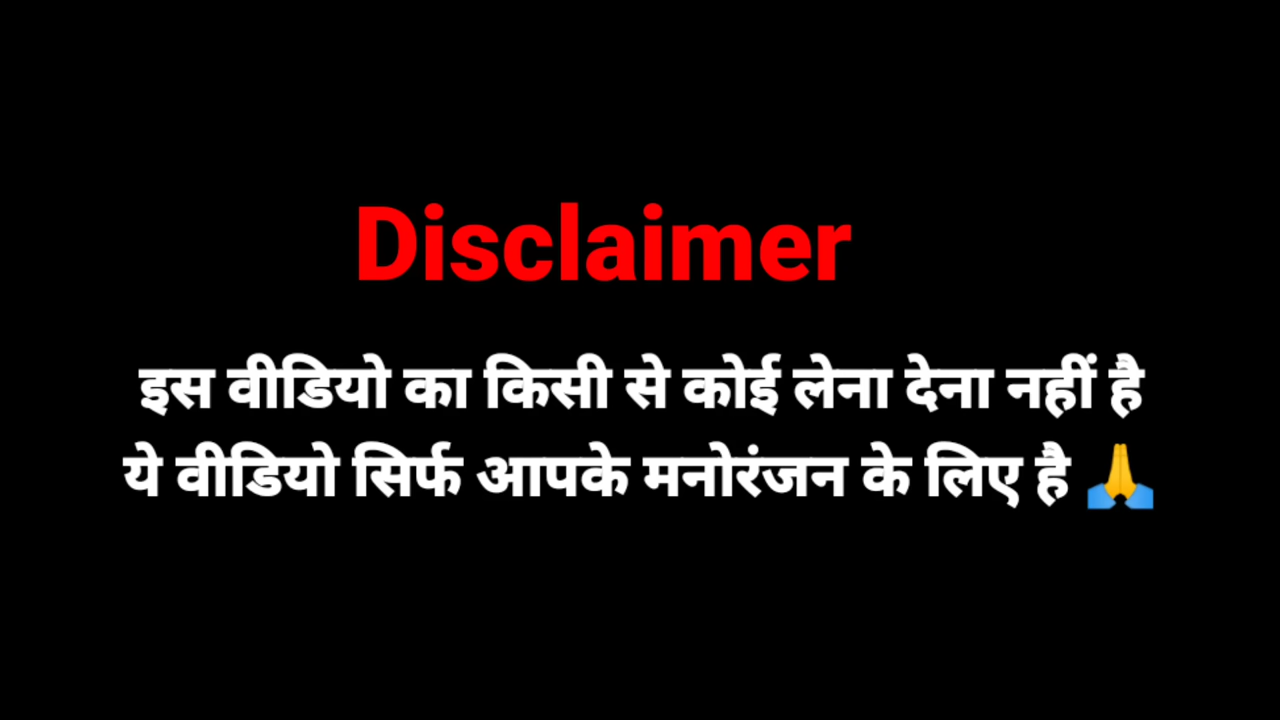 Disclaimer
इस वीडियो का किसी से कोई लेना देना नहीं है
ये वीडियो सिर्फ आपके मनोरंजन के लिए है 🙏